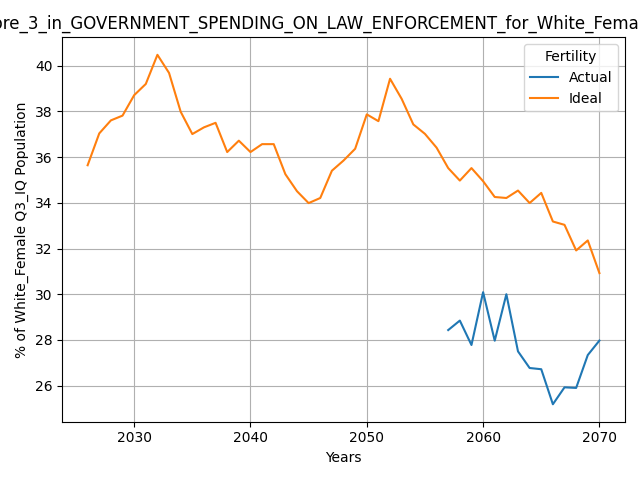 ore_3_in_GOVERNMENT_SPENDING_ON_LAW_ENFORCEMENT_for_White_Fema
Fertility
Actual
Ideal
% of White_Female Q3_IQ Population
40
38
36
34
32
30
28
26
2030
2040
2050
2060
2070
Years